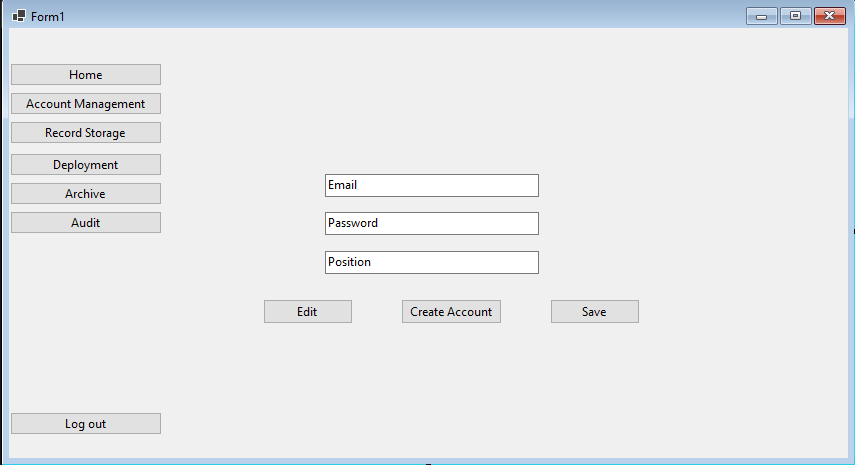 Form1
Home
Account Management
Record Storage
Deployment
Archive
Audit
Email
Password
Position
Edit
Create Account
Save
Log out